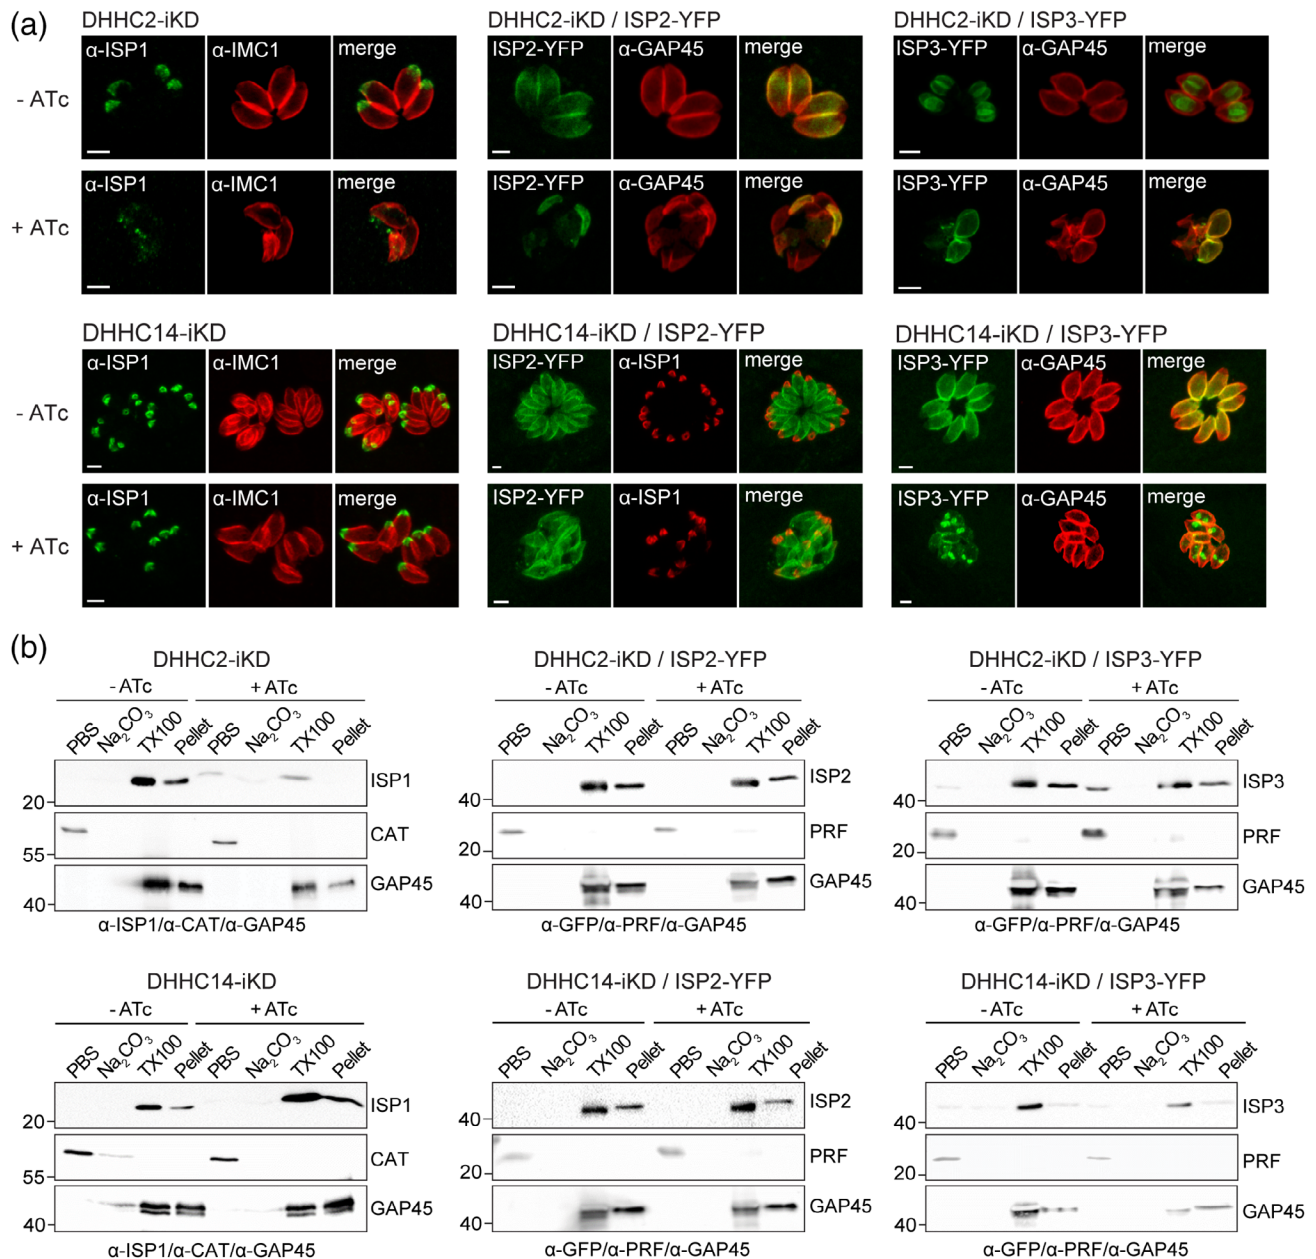 (a)
DHHC2-iKD
DHHC2-iKD / ISP2-YFP
DHHC2-iKD / ISP3-YFP
- ATc
α-ISP1 α-IMC1 merge
ISP2-YFP α-GAP45 merge
ISP3-YFP α-GAP45 merge
+ ATc
α-ISP1 α-IMC1 merge
ISP2-YFP α-GAP45 merge
ISP3-YFP α-GAP45 merge
DHHC14-iKD
DHHC14-iKD / ISP2-YFP
DHHC14-iKD / ISP3-YFP
- ATc
α-ISP1 α-IMC1 merge
ISP2-YFP α-ISP1 merge
ISP3-YFP α-GAP45 merge
+ ATc
α-ISP1 α-IMC1 merge
ISP2-YFP α-ISP1 merge
ISP3-YFP α-GAP45 merge
(b)
DHHC2-iKD
- ATc + ATc
PBS Na₂CO₃ TX100 Pellet PBS Na₂CO₃ TX100 Pellet
20 ISP1
55 CAT
40 GAP45
α-ISP1/α-CAT/α-GAP45
DHHC2-iKD / ISP2-YFP
- ATc + ATc
PBS Na₂CO₃ TX100 Pellet PBS Na₂CO₃ TX100 Pellet
40 ISP2
20 PRF
40 GAP45
α-GFP/α-PRF/α-GAP45
DHHC2-iKD / ISP3-YFP
- ATc + ATc
PBS Na₂CO₃ TX100 Pellet PBS Na₂CO₃ TX100 Pellet
40 ISP3
20 PRF
40 GAP45
α-GFP/α-PRF/α-GAP45
DHHC14-iKD
- ATc + ATc
PBS Na₂CO₃ TX100 Pellet PBS Na₂CO₃ TX100 Pellet
20 ISP1
55 CAT
40 GAP45
α-ISP1/α-CAT/α-GAP45
DHHC14-iKD / ISP2-YFP
- ATc + ATc
PBS Na₂CO₃ TX100 Pellet PBS Na₂CO₃ TX100 Pellet
40 ISP2
20 PRF
40 GAP45
α-GFP/α-PRF/α-GAP45
DHHC14-iKD / ISP3-YFP
- ATc + ATc
PBS Na₂CO₃ TX100 Pellet PBS Na₂CO₃ TX100 Pellet
40 ISP3
20 PRF
40 GAP45
α-GFP/α-PRF/α-GAP45